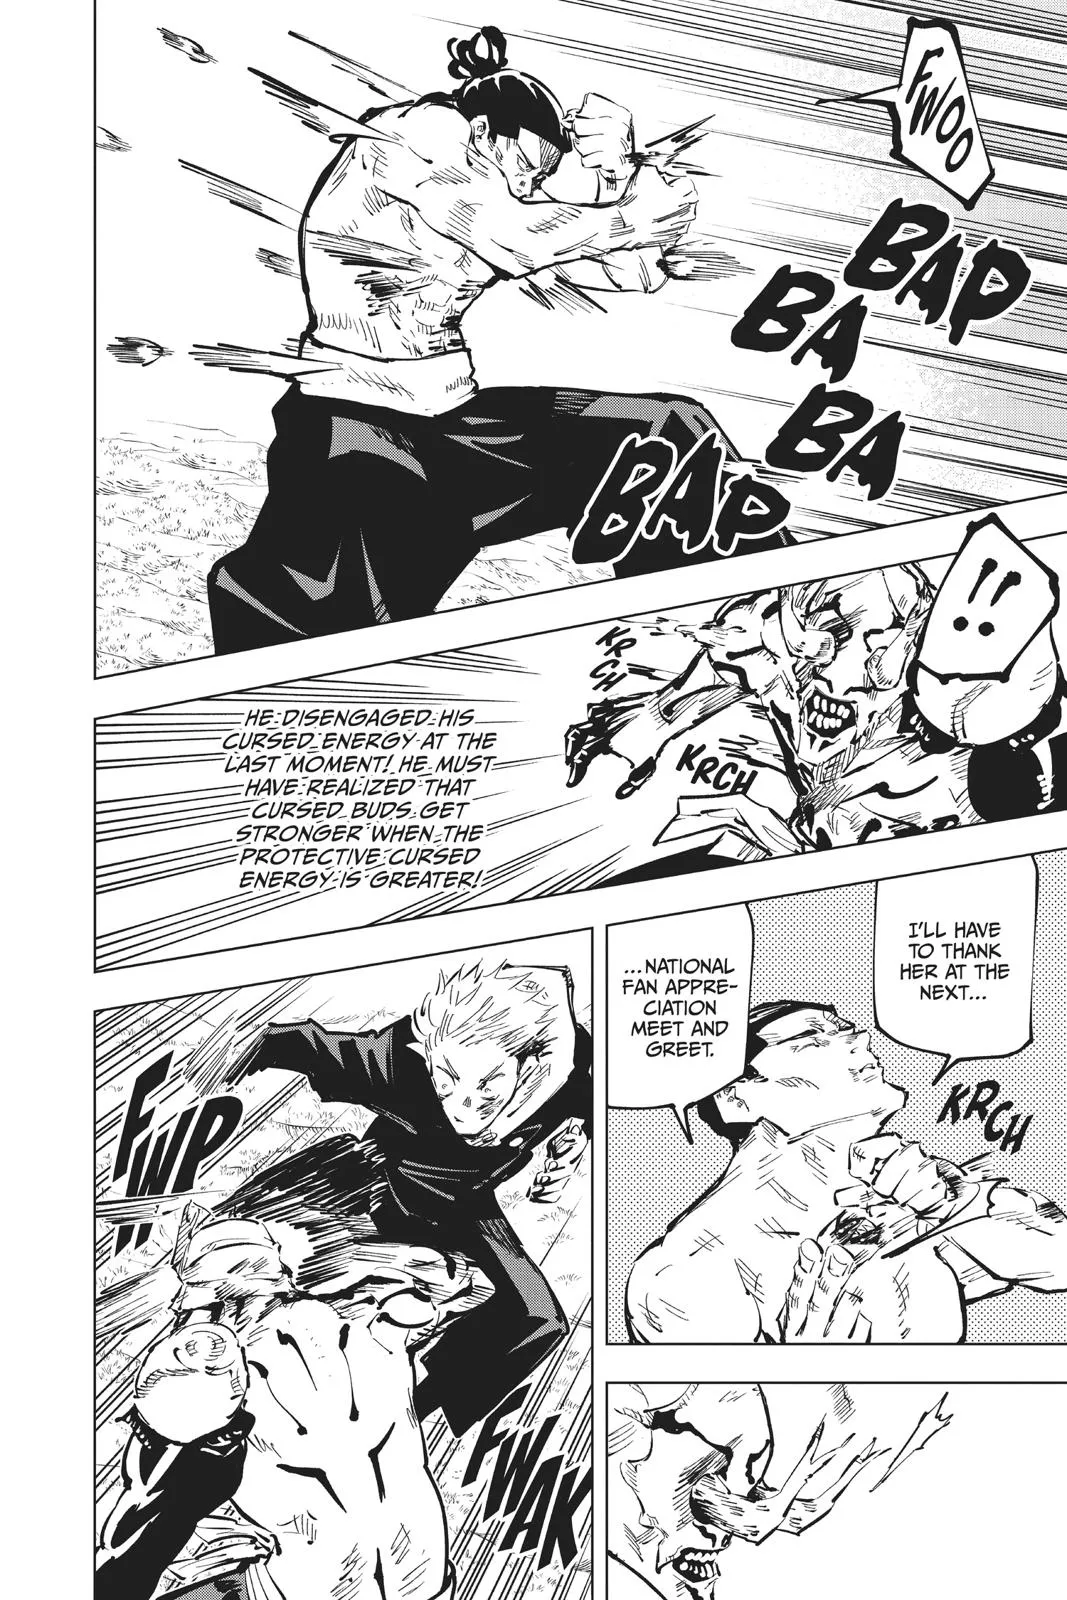 FWOO
BAP
BA
BA
BAP
!!
KRCH
KRCH
HE DISENGAGED HIS
CURSED ENERGY AT THE
LAST MOMENT! HE MUST
HAVE REALIZED THAT
CURSED BUDS GET
STRONGER WHEN THE
PROTECTIVE CURSED
ENERGY IS GREATER!
I'LL HAVE
TO THANK
HER AT THE
NEXT...
...NATIONAL
FAN APPRE-
CIATION
MEET AND
GREET.
KRCH
FWP
!!
FWAK